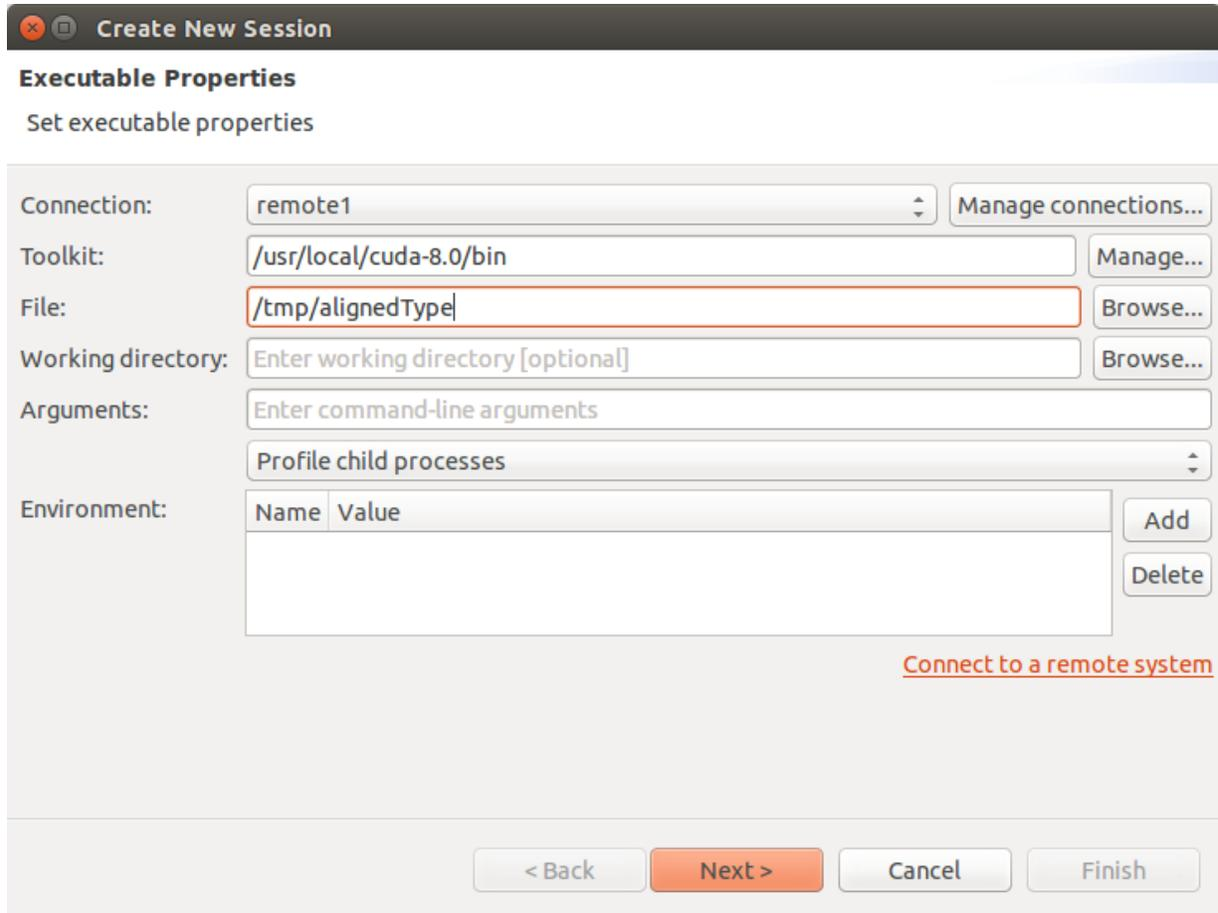 Create New Session
Executable Properties
Set executable properties
Connection: remote1 Manage connections...
Toolkit: /usr/local/cuda-8.0/bin Manage...
File: /tmp/alignedType Browse...
Working directory: Enter working directory [optional] Browse...
Arguments: Enter command-line arguments
Profile child processes
Environment: Name Value Add
Delete
Connect to a remote system
< Back Next > Cancel Finish